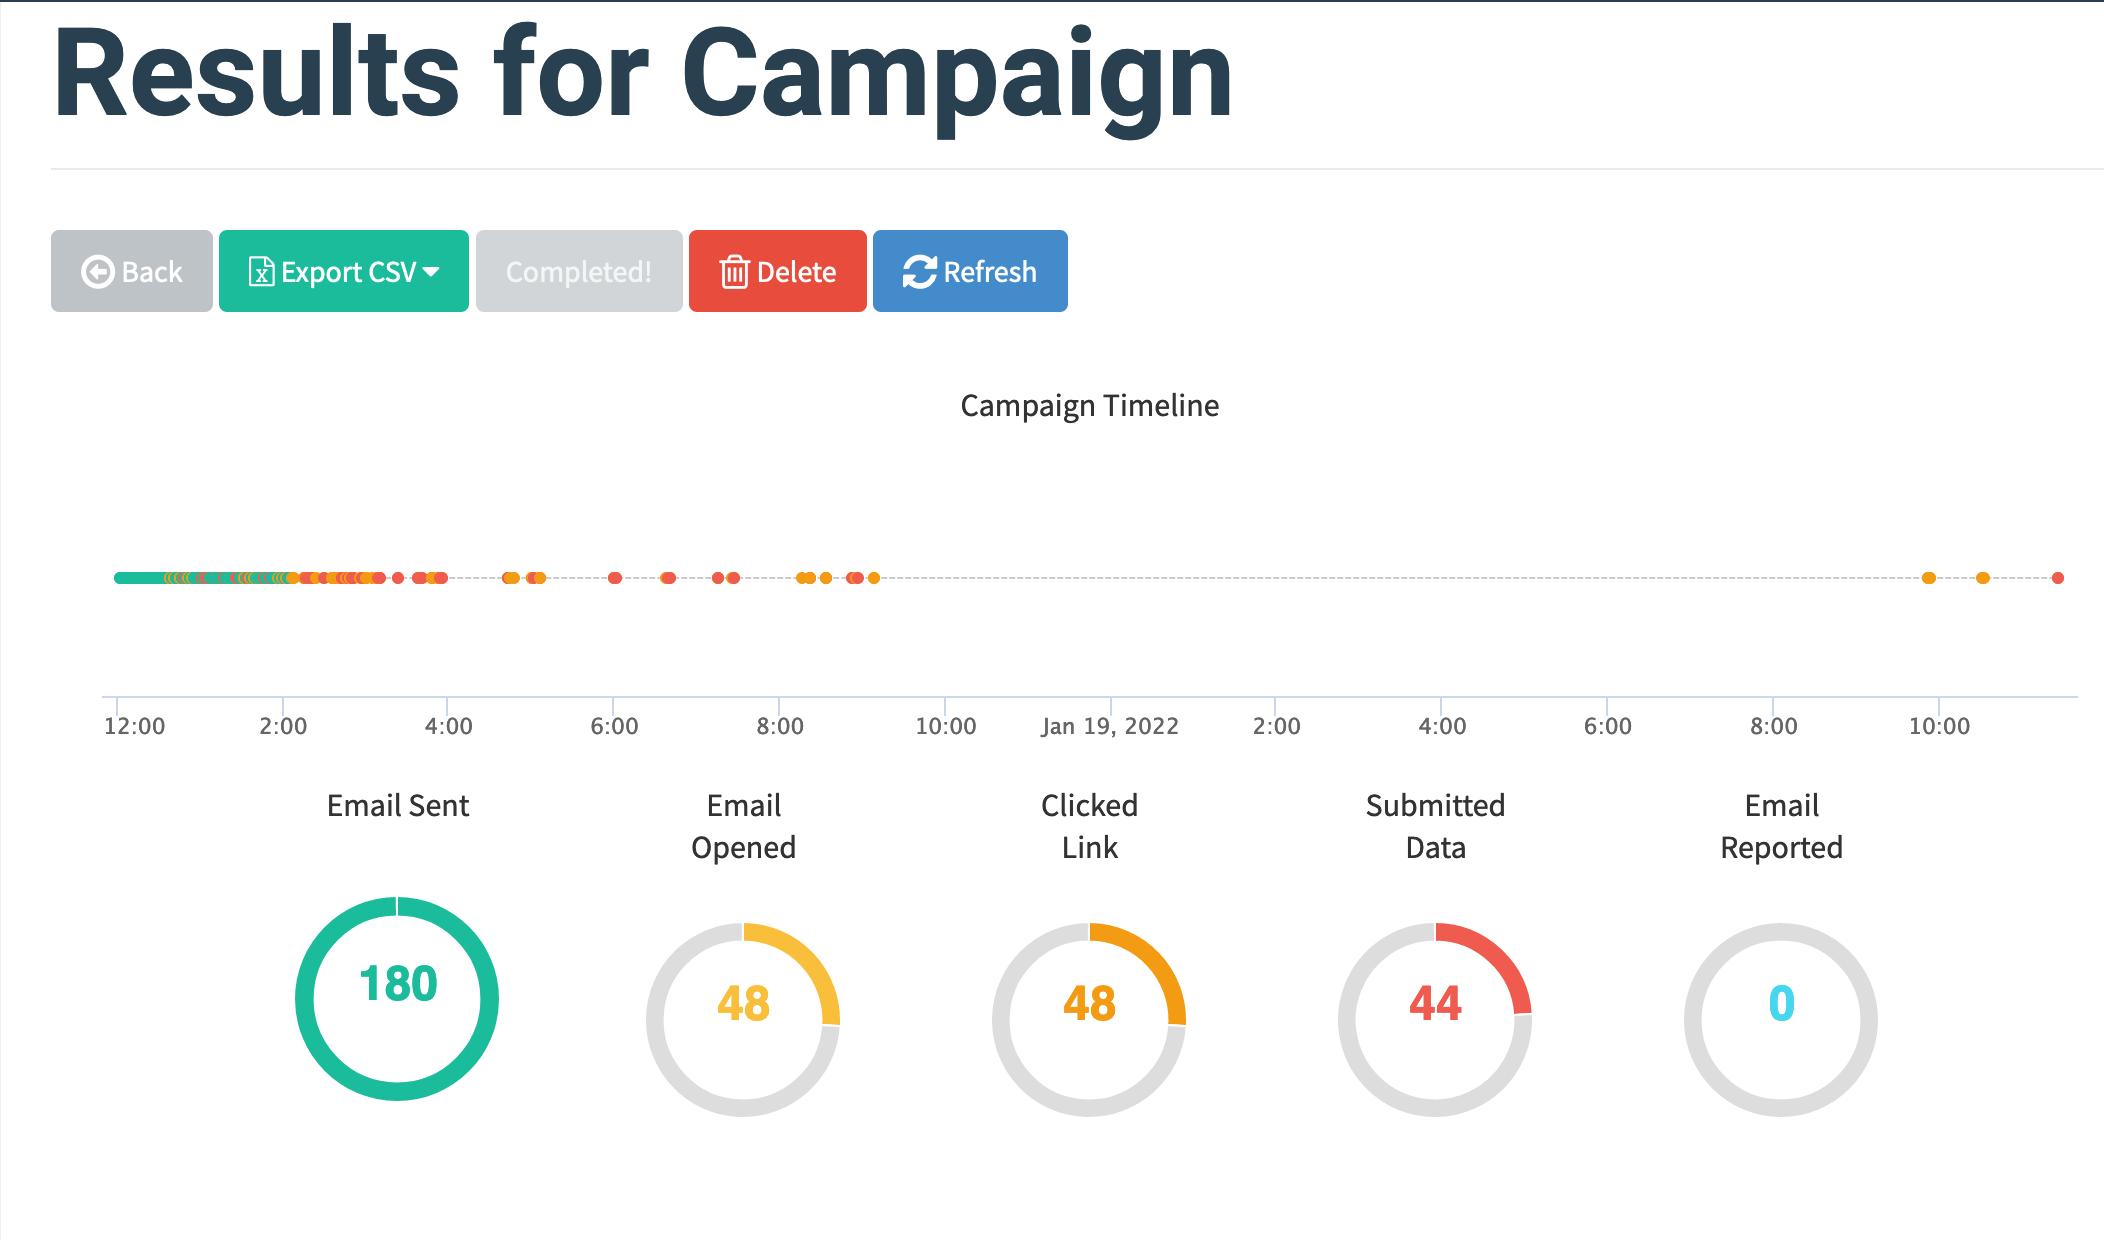 Results for Campaign
Back
Export CSV
Completed!
Delete
Refresh
Campaign Timeline
12:00 2:00 4:00 6:00 8:00 10:00 Jan 19, 2022 2:00 4:00 6:00 8:00 10:00
Email Sent
180
Email
Opened
48
Clicked
Link
48
Submitted
Data
44
Email
Reported
0